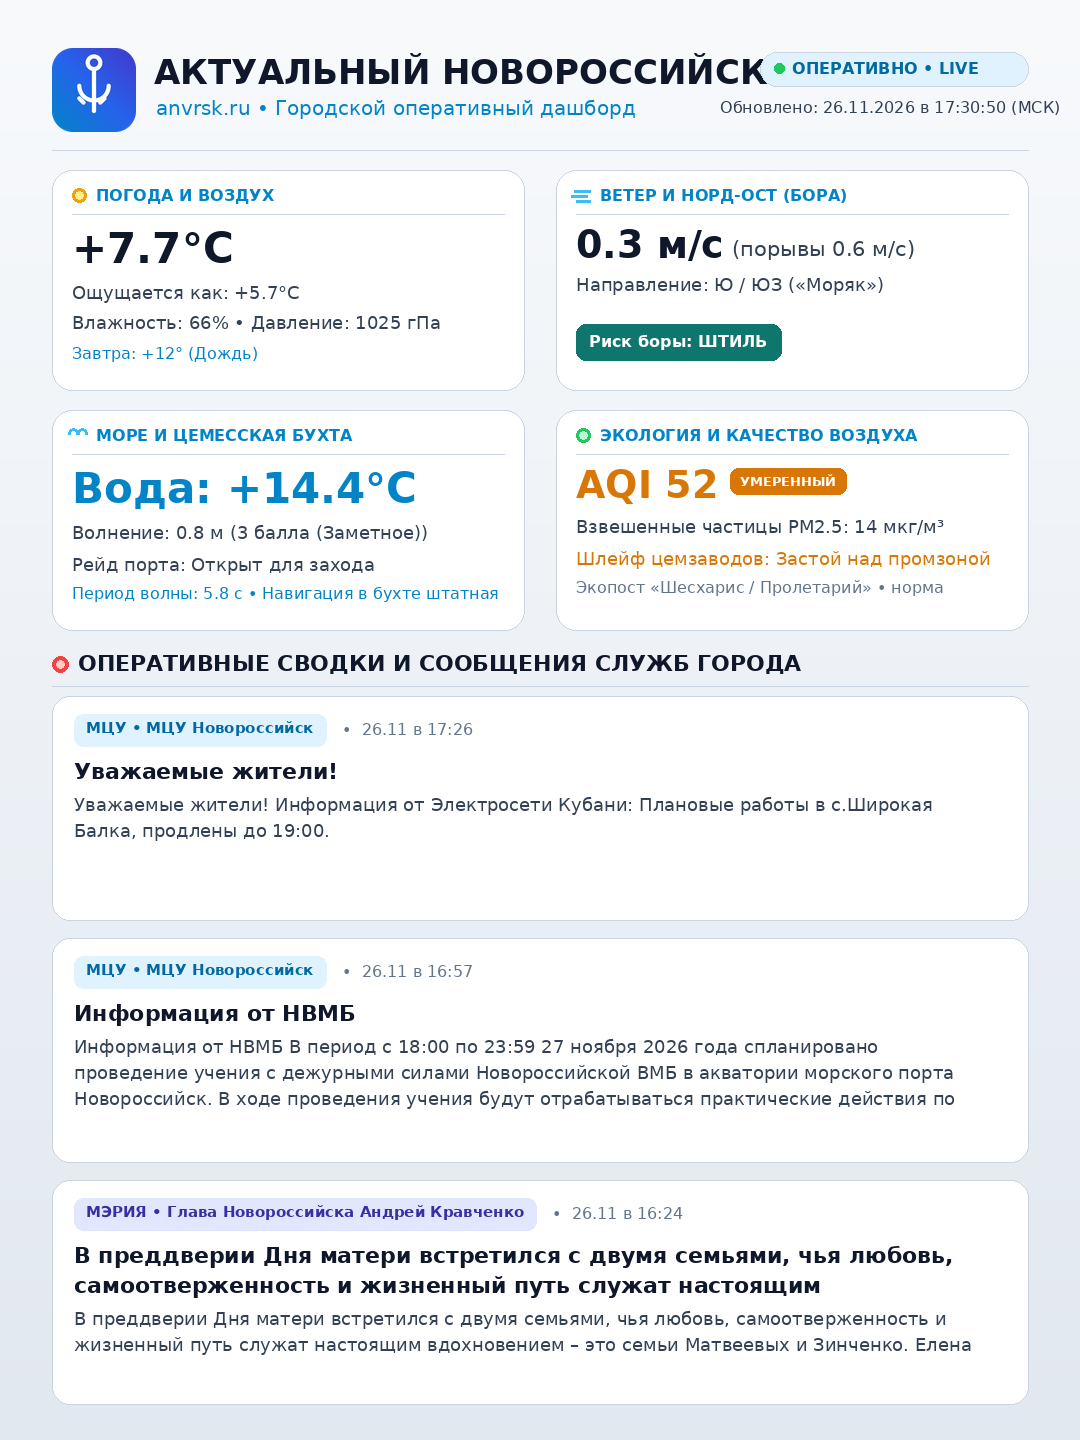 АКТУАЛЬНЫЙ НОВОРОССИЙСК
ОПЕРАТИВНО • LIVE
anvrsk.ru • Городской оперативный дашборд
Обновлено: 26.11.2026 в 17:30:50 (МСК)
ПОГОДА И ВОЗДУХ
+7.7°C
Ощущается как: +5.7°C
Влажность: 66% • Давление: 1025 гПа
Завтра: +12° (Дождь)
ВЕТЕР И НОРД-ОСТ (БОРА)
0.3 м/с (порывы 0.6 м/с)
Направление: Ю / ЮЗ («Моряк»)
Риск боры: ШТИЛЬ
МОРЕ И ЦЕМЕССКАЯ БУХТА
Вода: +14.4°C
Волнение: 0.8 м (3 балла (Заметное))
Рейд порта: Открыт для захода
Период волны: 5.8 с • Навигация в бухте штатная
ЭКОЛОГИЯ И КАЧЕСТВО ВОЗДУХА
AQI 52 УМЕРЕННЫЙ
Взвешенные частицы PM2.5: 14 мкг/м³
Шлейф цемзаводов: Застой над промзоной
Экопост «Шесхарис / Пролетарий» • норма
ОПЕРАТИВНЫЕ СВОДКИ И СООБЩЕНИЯ СЛУЖБ ГОРОДА
МЦУ • МЦУ Новороссийск • 26.11 в 17:26
Уважаемые жители!
Уважаемые жители! Информация от Электросети Кубани: Плановые работы в с.Широкая
Балка, продлены до 19:00.
МЦУ • МЦУ Новороссийск • 26.11 в 16:57
Информация от НВМБ
Информация от НВМБ В период с 18:00 по 23:59 27 ноября 2026 года спланировано
проведение учения с дежурными силами Новороссийской ВМБ в акватории морского порта
Новороссийск. В ходе проведения учения будут отрабатываться практические действия по
МЭРИЯ • Глава Новороссийска Андрей Кравченко • 26.11 в 16:24
В преддверии Дня матери встретился с двумя семьями, чья любовь,
самоотверженность и жизненный путь служат настоящим
В преддверии Дня матери встретился с двумя семьями, чья любовь, самоотверженность и
жизненный путь служат настоящим вдохновением – это семьи Матвеевых и Зинченко. Елена